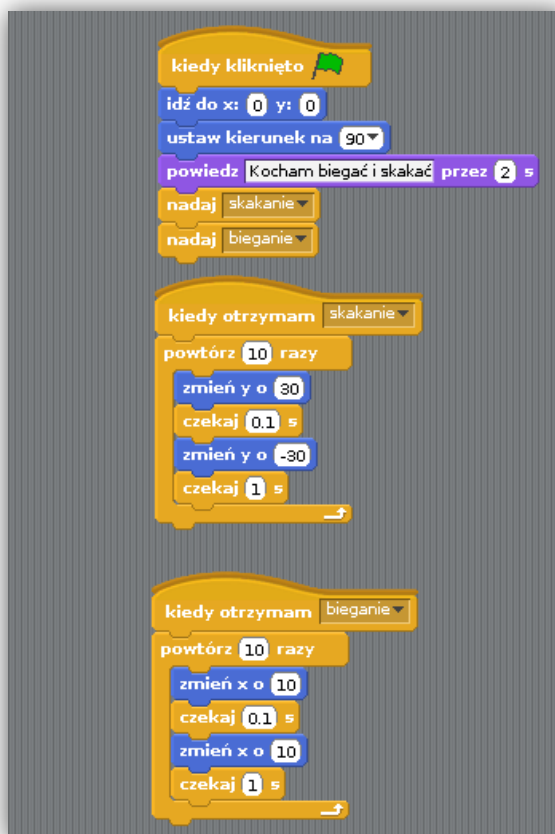 kiedy kliknięto
idź do x: 0 y: 0
ustaw kierunek na 90
powiedz Kocham biegać i skakać przez 2 s
nadaj skakanie
nadaj bieganie
kiedy otrzymam skakanie
powtórz 10 razy
zmień y o 30
czekaj 0.1 s
zmień y o -30
czekaj 1 s
kiedy otrzymam bieganie
powtórz 10 razy
zmień x o 10
czekaj 0.1 s
zmień x o 10
czekaj 1 s